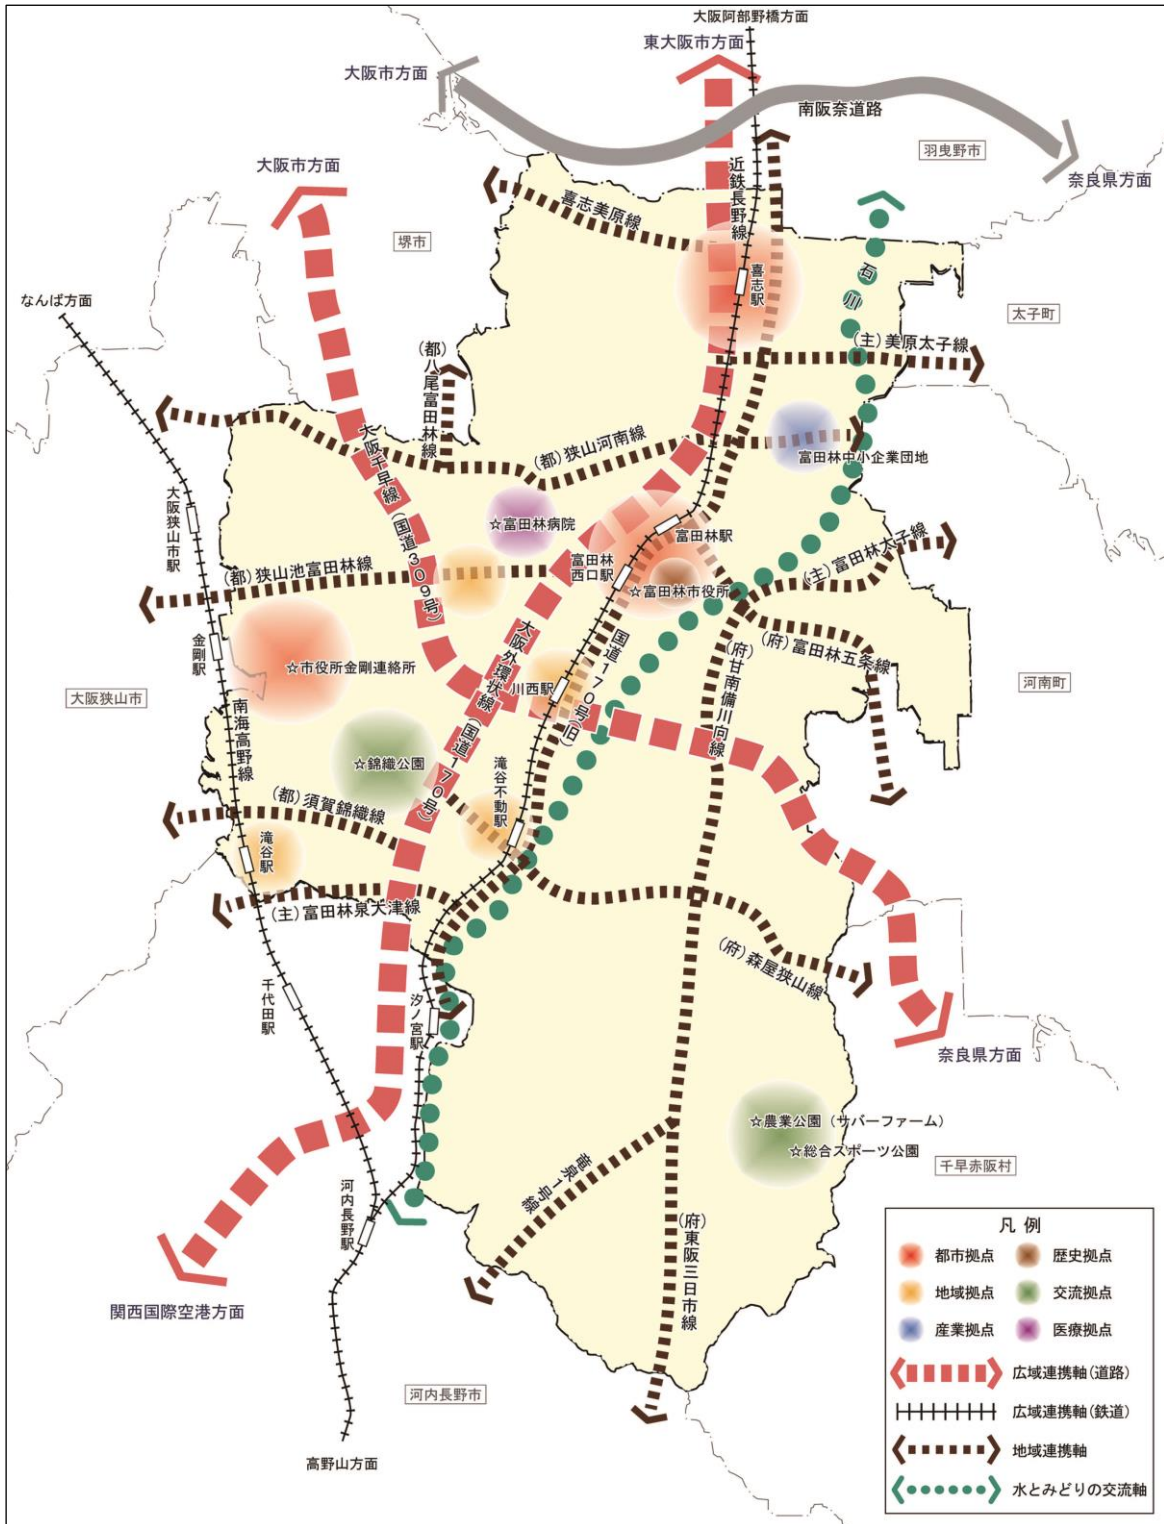 大阪阿部野橋方面
東大阪市方面
大阪市方面
南阪奈道路
羽曳野市
奈良県方面
大阪市方面
近鉄長野線
喜志美原線
堺市
石川
喜志駅
なんば方面
太子町
(主)美原太子線
(都)八尾富田林線
大阪千早線(国道309号)
(都)狭山河南線
富田林中小企業団地
大阪狭山市駅
☆富田林病院
富田林駅
富田林
西口駅
(主)富田林太子線
(都)狭山池富田林線
☆富田林市役所
金剛駅
☆市役所金剛連絡所
大阪外環状線(国道170号)
国道170号(旧)
(府)甘南備川向線
(府)富田林五条線
川西駅
大阪狭山市
河南町
南海高野線
☆錦織公園
滝谷不動駅
(都)須賀錦織線
滝谷駅
(主)富田林泉大津線
(府)森屋狭山線
千代田駅
汐ノ宮駅
奈良県方面
☆農業公園(サバーファーム)
☆総合スポーツ公園
千早赤阪村
竜泉1号線
河内長野駅
(府)東阪三日市線
関西国際空港方面
河内長野市
高野山方面
凡例
都市拠点
歴史拠点
地域拠点
交流拠点
産業拠点
医療拠点
広域連携軸(道路)
広域連携軸(鉄道)
地域連携軸
水とみどりの交流軸